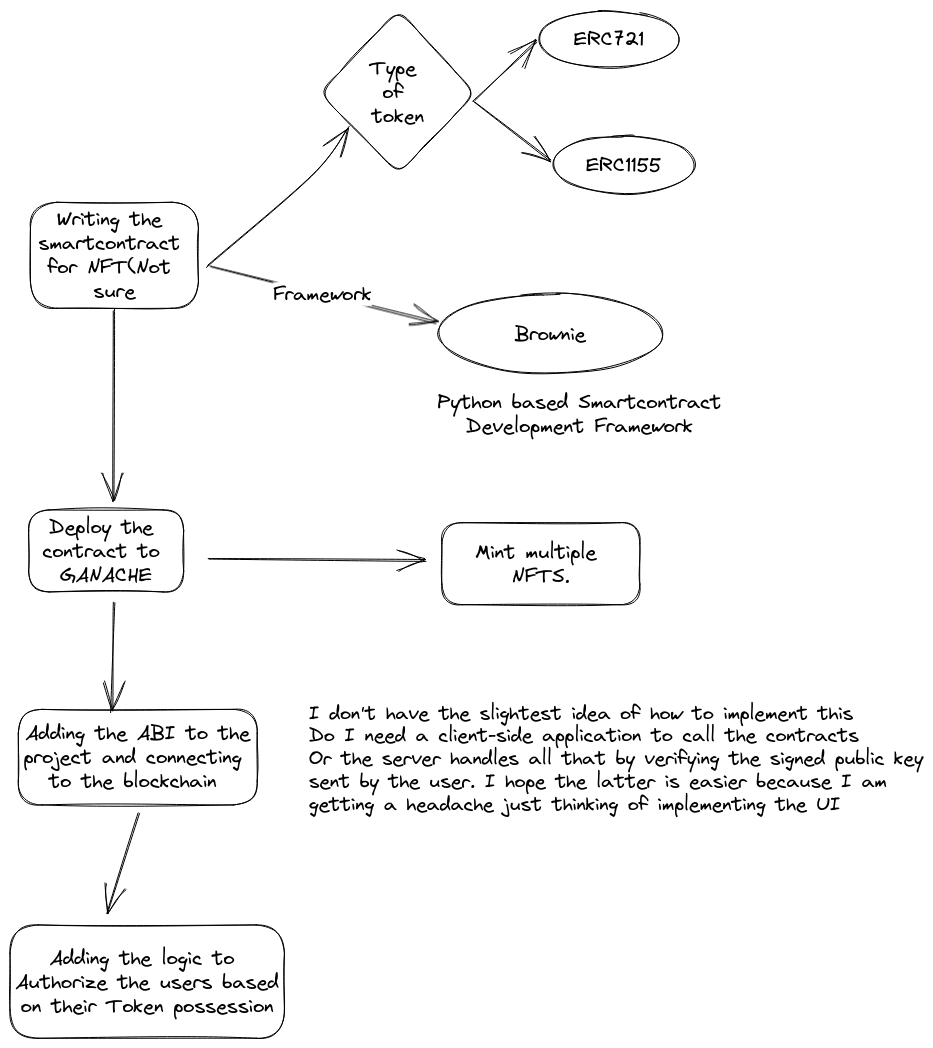 Type
of
token
ERC721
ERC1155
Writing the
smartcontract
for NFT(Not
sure
Framework
Brownie
Python based Smartcontract
Development Framework
Deploy the
contract to
GANACHE
Mint multiple
NFTS.
Adding the ABI to the
project and connecting
to the blockchain
I don't have the slightest idea of how to implement this
Do I need a client-side application to call the contracts
Or the server handles all that by verifying the signed public key
sent by the user. I hope the latter is easier because I am
getting a headache just thinking of implementing the UI
Adding the logic to
Authorize the users based
on their Token possession